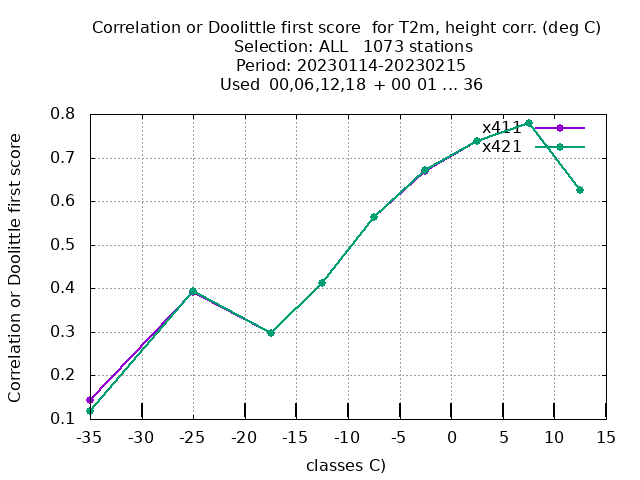 Correlation or Doolittle first score  for T2m, height corr. (deg C)
Selection: ALL   1073 stations
Period: 20230114-20230215
Used 00,06,12,18 + 00 01 ... 36
Correlation or Doolittle first score
0.8
0.7
0.6
0.5
0.4
0.3
0.2
0.1
x411
x421
-35 -30 -25 -20 -15 -10 -5 0 5 10 15
classes C)